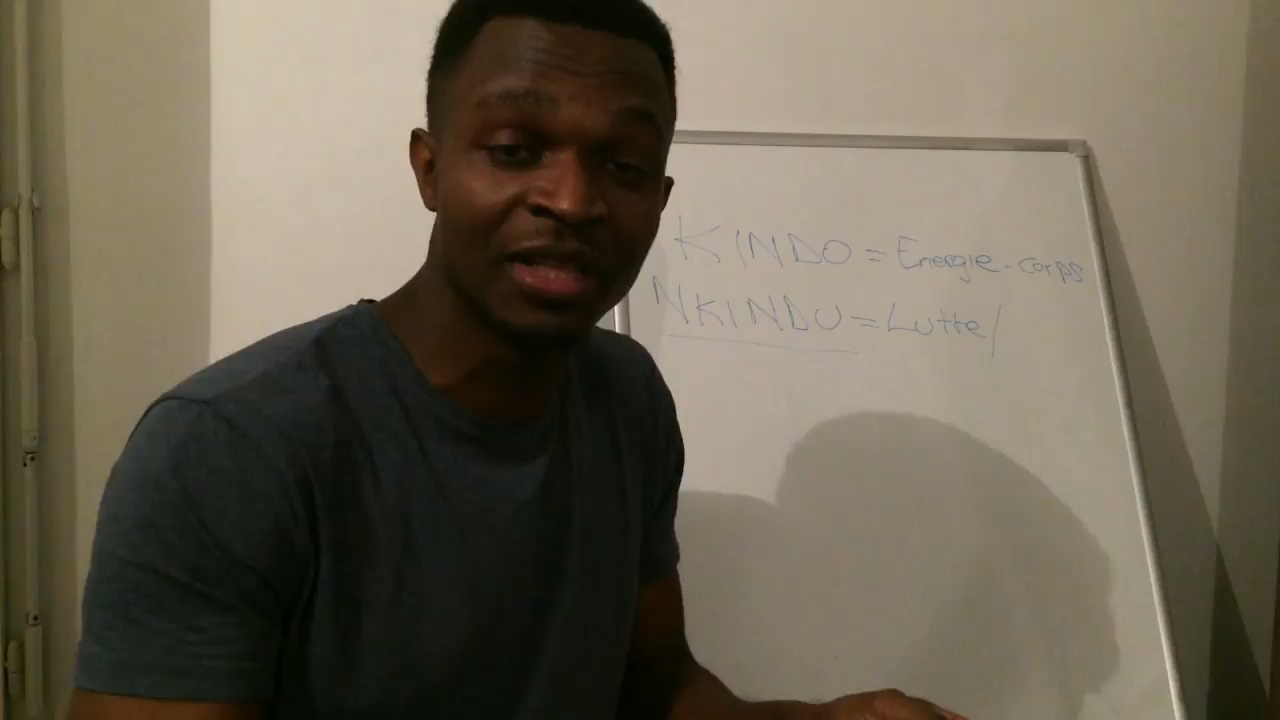 KINDO = Energie-corps
NKINDU = Lutte/